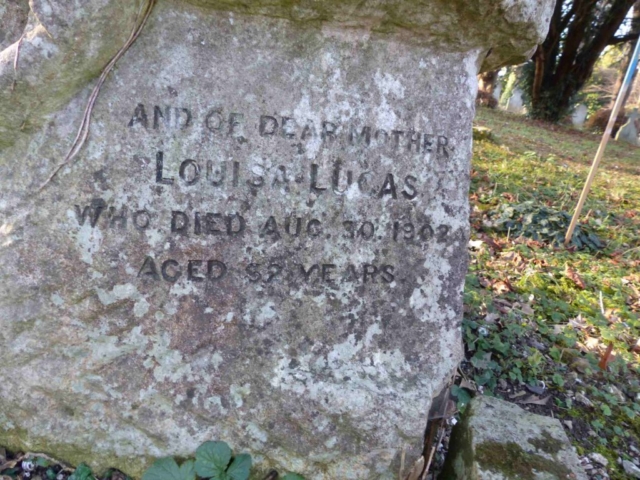 AND OF DEAR MOTHER
LOUISA LUCAS
WHO DIED AUG. 30. 1902
AGED YEARS.